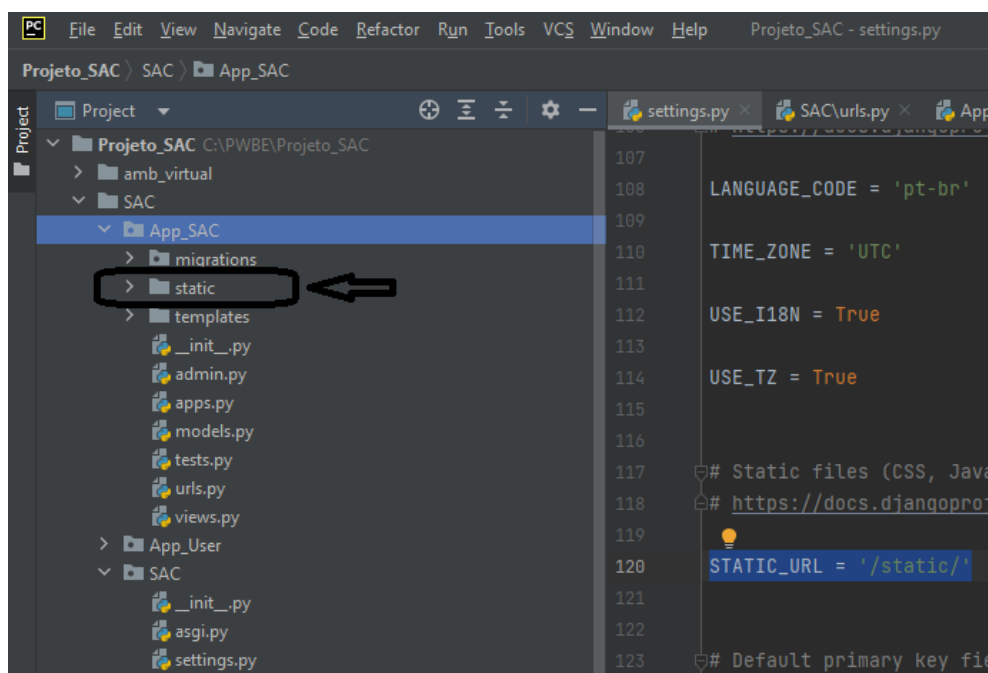 PC File Edit View Navigate Code Refactor Run Tools VCS Window Help Projeto_SAC - settings.py
Projeto_SAC SAC App_SAC
Project
Project
settings.py
SAC\urls.py
App
Projeto_SAC C:\PWBE\Projeto_SAC
amb_virtual
SAC
App_SAC
migrations
static
templates
__init__.py
admin.py
apps.py
models.py
tests.py
urls.py
views.py
App_User
SAC
__init__.py
asgi.py
settings.py
107
108 LANGUAGE_CODE = 'pt-br'
109
110 TIME_ZONE = 'UTC'
111
112 USE_I18N = True
113
114 USE_TZ = True
115
116
117 # Static files (CSS, Java
118 # https://docs.djangopro
119
120 STATIC_URL = '/static/'
121
122
123 # Default primary key fie